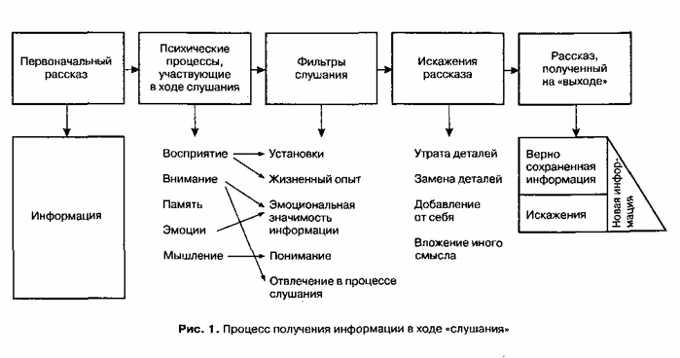 Первоначальный
рассказ
Психические
процессы,
участвующие
в ходе слушания
Фильтры
слушания
Искажения
рассказа
Рассказ,
полученный
на «выходе»
Информация
Восприятие
Внимание
Память
Эмоции
Мышление
Установки
Жизненный опыт
Эмоциональная
значимость
информации
Понимание
Отвлечение в процессе
слушания
Утрата деталей
Замена деталей
Добавление
от себя
Вложение иного
смысла
Верно
сохраненная
информация
Искажения
Новая инфор-
мация
Рис. 1. Процесс получения информации в ходе «слушания»